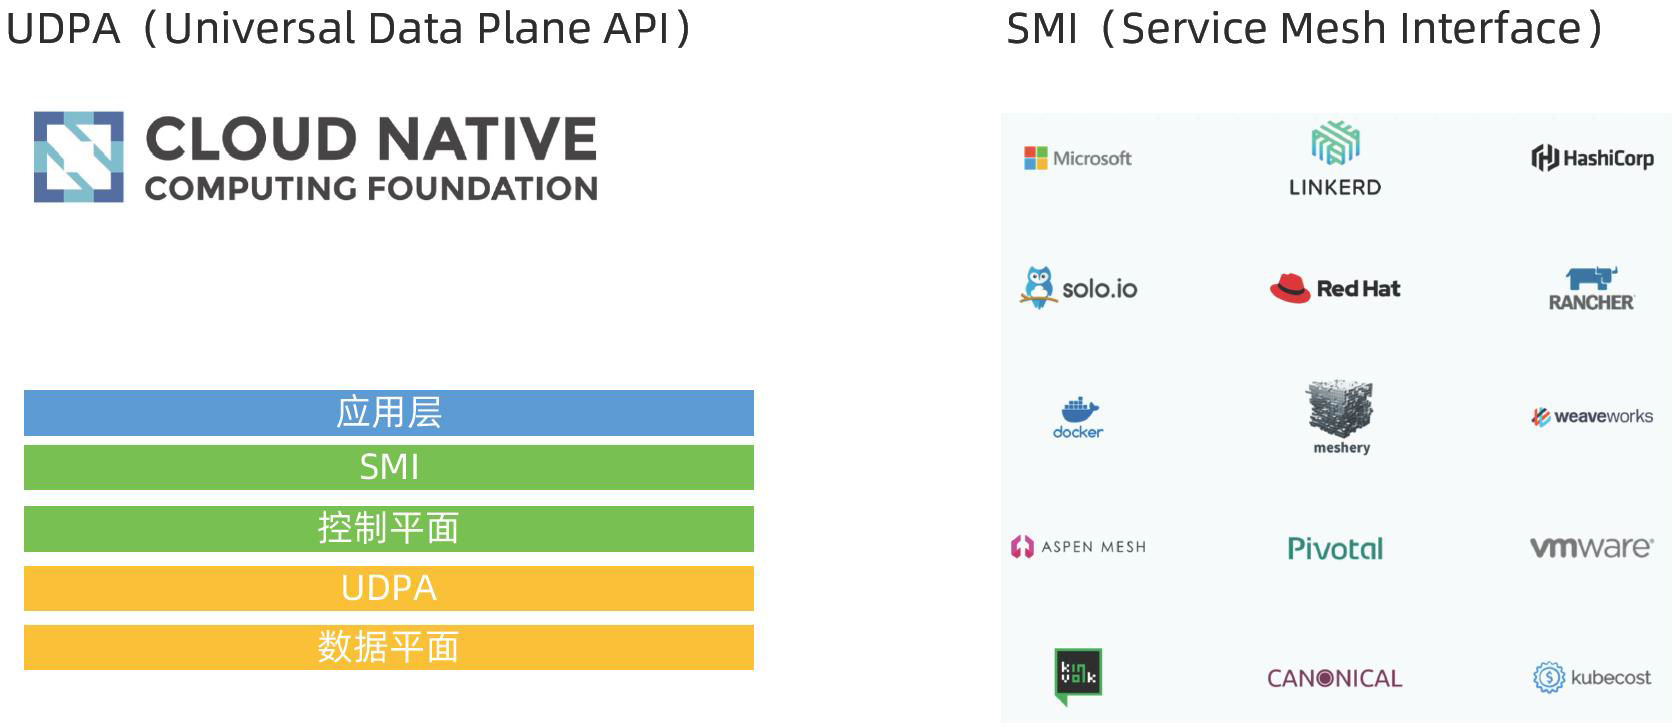 UDPA（Universal Data Plane API）
CLOUD NATIVE
COMPUTING FOUNDATION
应用层
SMI
控制平面
UDPA
数据平面
SMI（Service Mesh Interface）
Microsoft
LINKERD
HashiCorp
solo.io
Red Hat
RANCHER
docker
meshery
weaveworks
ASPEN MESH
Pivotal
vmware®
kinvolk
CANONICAL
kubecost